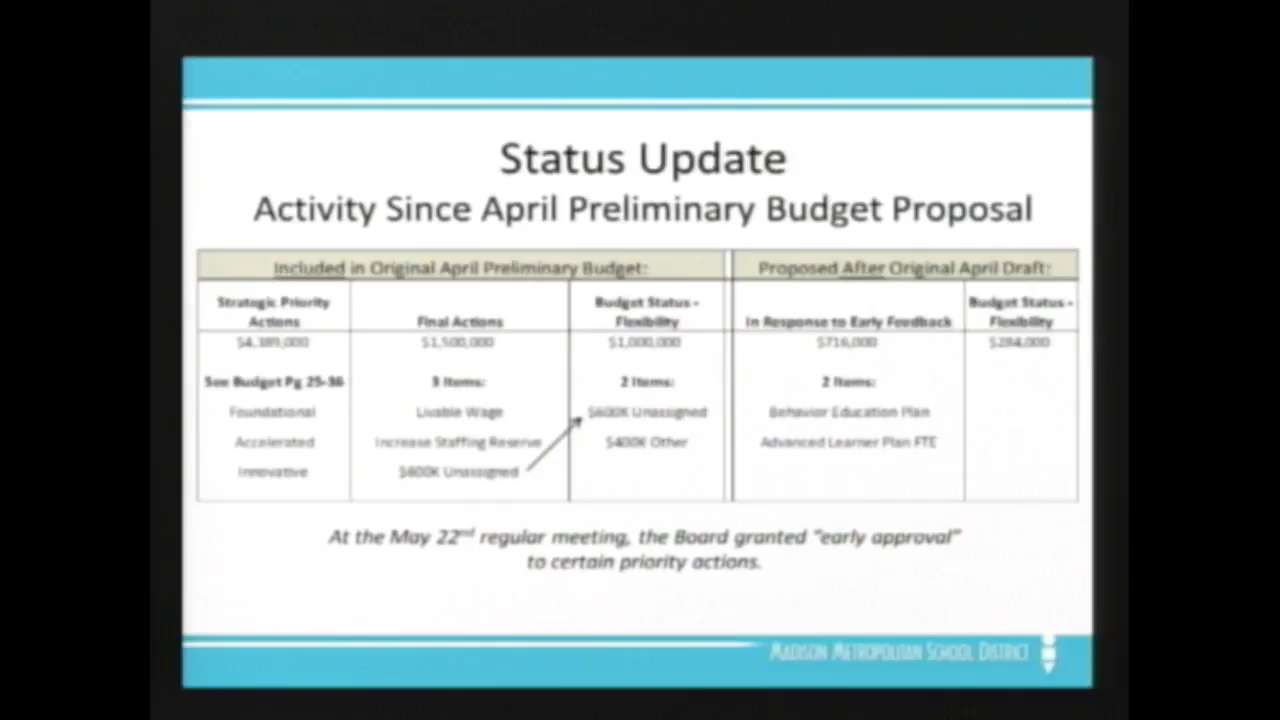 Status Update
Activity Since April Preliminary Budget Proposal
Included in Original April Preliminary Budget:
Proposed After Original April Draft:
Strategic Priority
Actions
Final Actions
Budget Status -
Flexibility
In Response to Early Feedback
Budget Status -
Flexibility
$4,389,000
$1,500,000
$1,000,000
$716,000
$284,000
See Budget Pg 25-36
3 Items:
2 Items:
2 Items:
Foundational
Livable Wage
$600K Unassigned
Behavior Education Plan
Accelerated
Increase Staffing Reserve
$400K Other
Advanced Learner Plan FTE
Innovative
$600K Unassigned
At the May 22nd regular meeting, the Board granted "early approval"
to certain priority actions.
MADISON METROPOLITAN SCHOOL DISTRICT